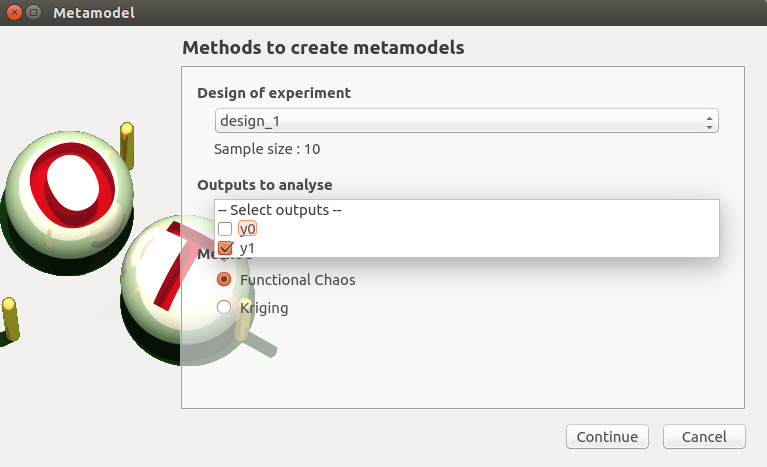 Metamodel
Methods to create metamodels
Design of experiment
design_1
Sample size : 10
Outputs to analyse
-- Select outputs --
y0
y1
Functional Chaos
Kriging
Continue
Cancel